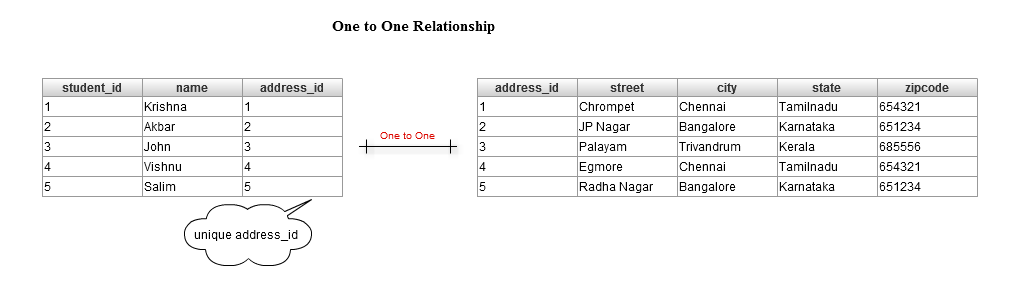 One to One Relationship
student_id name address_id
1 Krishna 1
2 Akbar 2
3 John 3
4 Vishnu 4
5 Salim 5
unique address_id
One to One
address_id street city state zipcode
1 Chrompet Chennai Tamilnadu 654321
2 JP Nagar Bangalore Karnataka 651234
3 Palayam Trivandrum Kerala 685556
4 Egmore Chennai Tamilnadu 654321
5 Radha Nagar Bangalore Karnataka 651234